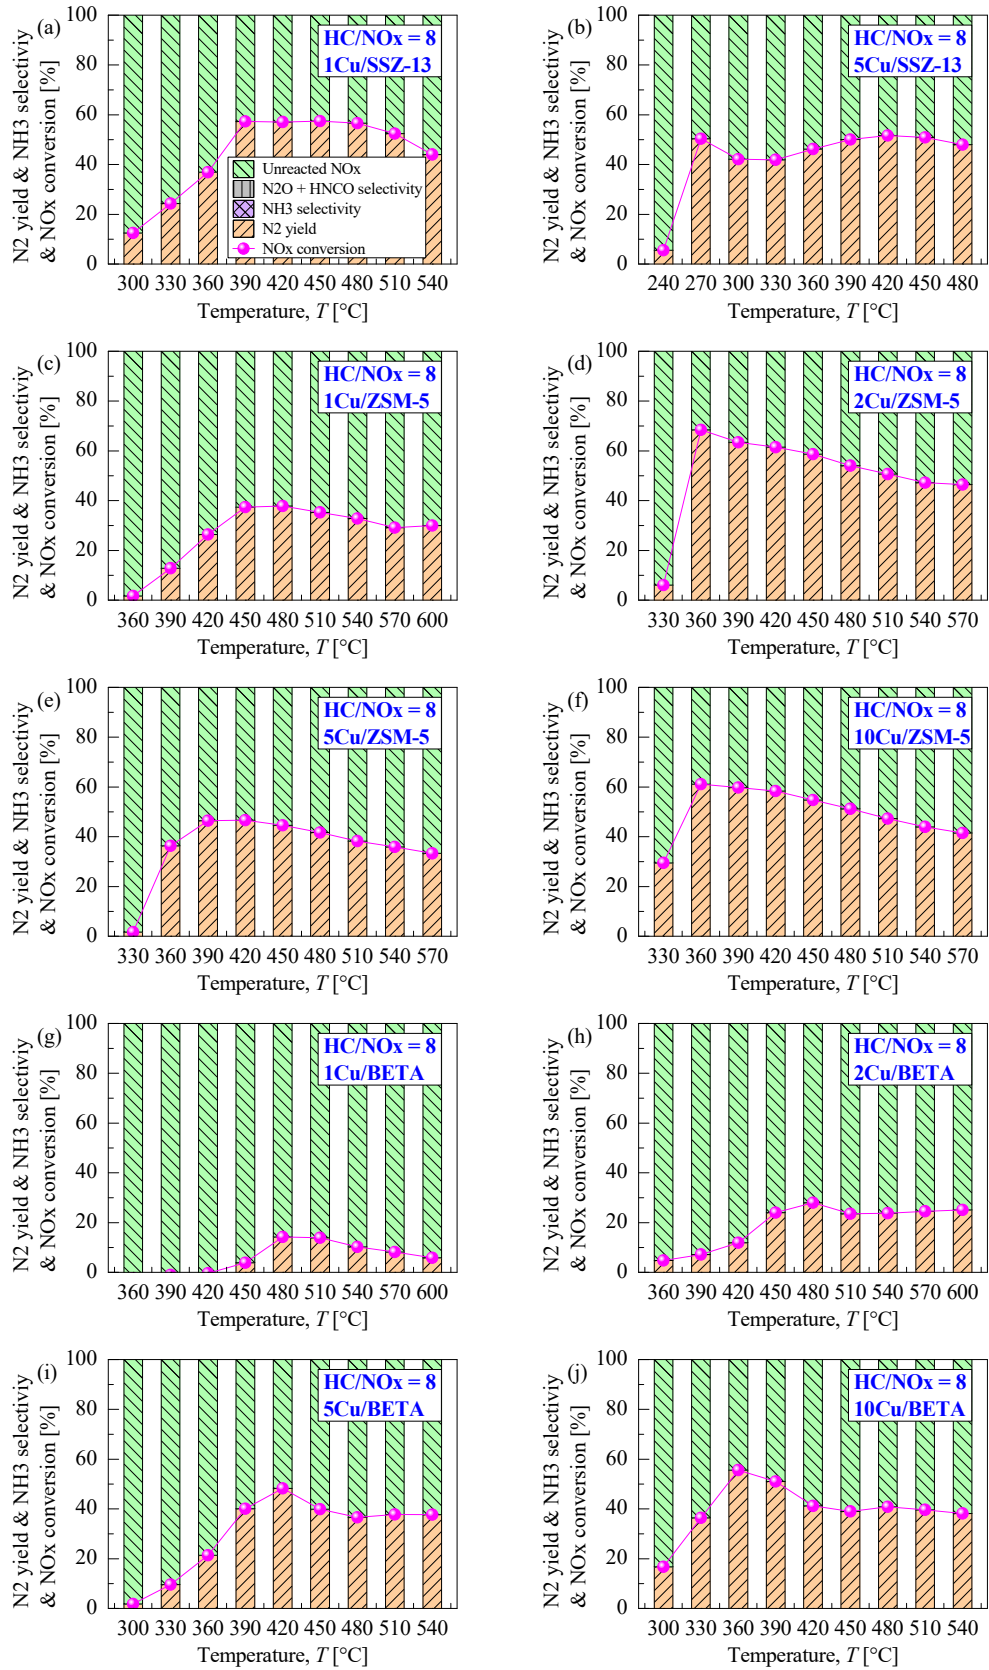 (a)
HC/NOx = 8
1Cu/SSZ-13
N2 yield & NH3 selectiviy
& NOx conversion [%]
100
80
60
40
20
0
Unreacted NOx
N2O + HNCO selectivity
NH3 selectivity
N2 yield
NOx conversion
300 330 360 390 420 450 480 510 540
Temperature, T [°C]
(b)
HC/NOx = 8
5Cu/SSZ-13
N2 yield & NH3 selectiviy
& NOx conversion [%]
100
80
60
40
20
0
240 270 300 330 360 390 420 450 480
Temperature, T [°C]
(c)
HC/NOx = 8
1Cu/ZSM-5
N2 yield & NH3 selectiviy
& NOx conversion [%]
100
80
60
40
20
0
360 390 420 450 480 510 540 570 600
Temperature, T [°C]
(d)
HC/NOx = 8
2Cu/ZSM-5
N2 yield & NH3 selectiviy
& NOx conversion [%]
100
80
60
40
20
0
330 360 390 420 450 480 510 540 570
Temperature, T [°C]
(e)
HC/NOx = 8
5Cu/ZSM-5
N2 yield & NH3 selectiviy
& NOx conversion [%]
100
80
60
40
20
0
330 360 390 420 450 480 510 540 570
Temperature, T [°C]
(f)
HC/NOx = 8
10Cu/ZSM-5
N2 yield & NH3 selectiviy
& NOx conversion [%]
100
80
60
40
20
0
330 360 390 420 450 480 510 540 570
Temperature, T [°C]
(g)
HC/NOx = 8
1Cu/BETA
N2 yield & NH3 selectiviy
& NOx conversion [%]
100
80
60
40
20
0
360 390 420 450 480 510 540 570 600
Temperature, T [°C]
(h)
HC/NOx = 8
2Cu/BETA
N2 yield & NH3 selectiviy
& NOx conversion [%]
100
80
60
40
20
0
360 390 420 450 480 510 540 570 600
Temperature, T [°C]
(i)
HC/NOx = 8
5Cu/BETA
N2 yield & NH3 selectiviy
& NOx conversion [%]
100
80
60
40
20
0
300 330 360 390 420 450 480 510 540
Temperature, T [°C]
(j)
HC/NOx = 8
10Cu/BETA
N2 yield & NH3 selectiviy
& NOx conversion [%]
100
80
60
40
20
0
300 330 360 390 420 450 480 510 540
Temperature, T [°C]